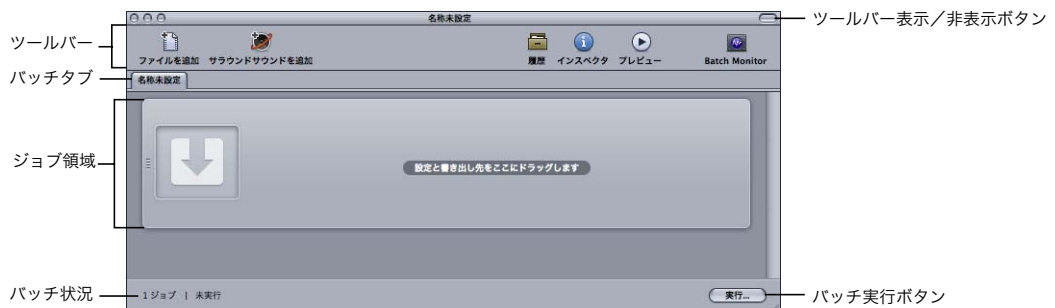 名称未設定
ツールバー表示／非表示ボタン
ツールバー
ファイルを追加 サラウンドサウンドを追加 履歴 インスペクタ プレビュー Batch Monitor
バッチタブ
名称未設定
ジョブ領域
設定と書き出し先をここにドラッグします
バッチ状況
1 ジョブ | 未実行
実行...
バッチ実行ボタン